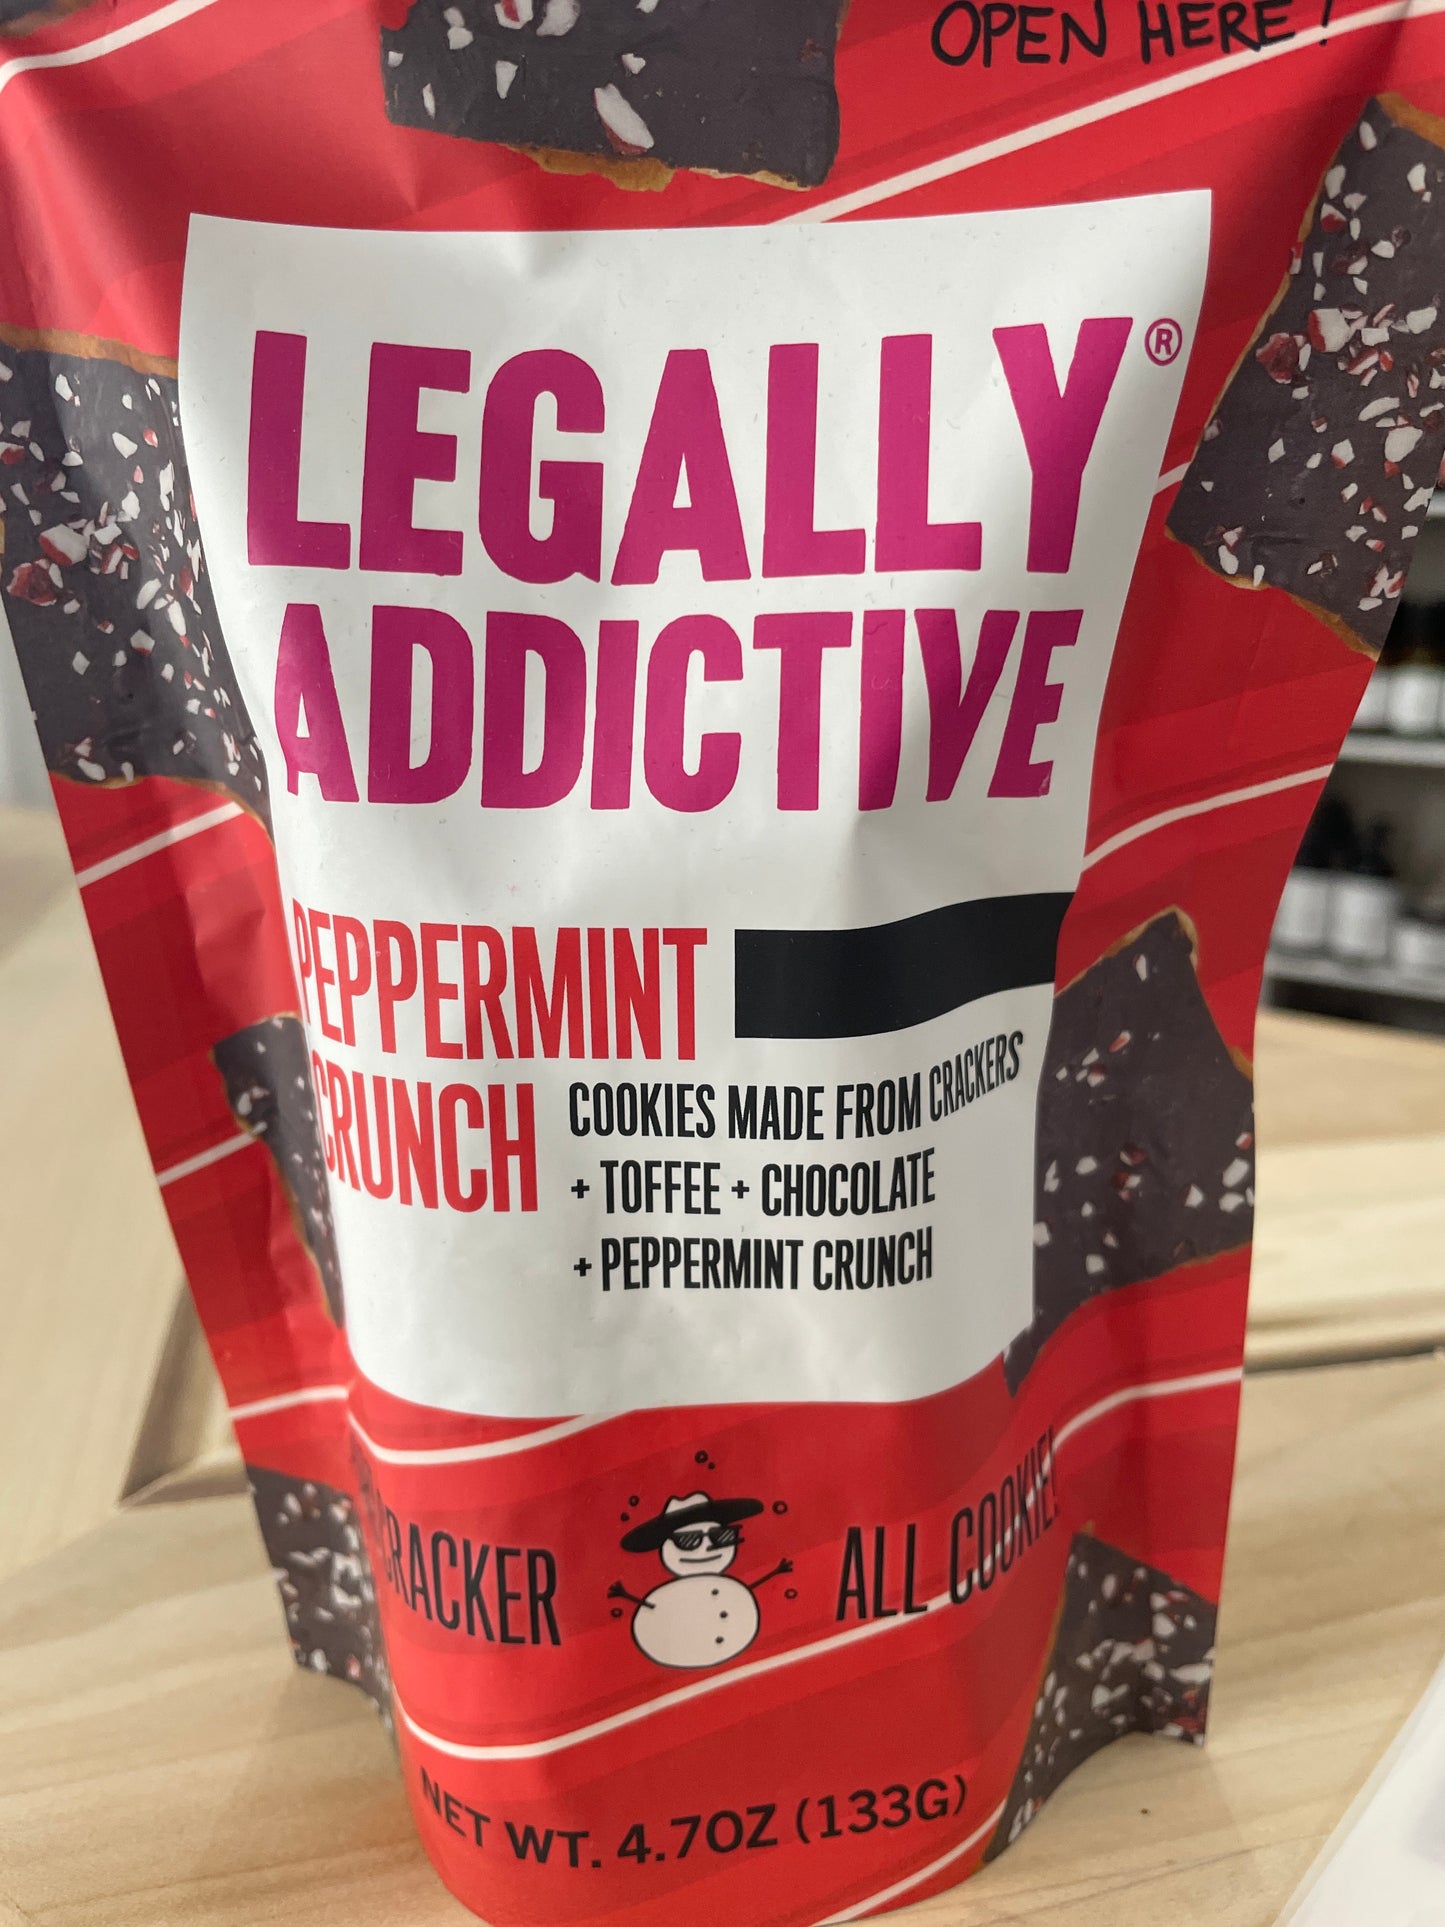 OPEN HERE!
LEGALLY®
ADDICTIVE
PEPPERMINT
CRUNCH
COOKIES MADE FROM CRACKERS
+ TOFFEE + CHOCOLATE
+ PEPPERMINT CRUNCH
CRACKER
ALL COOKIE!
NET WT. 4.7OZ (133G)